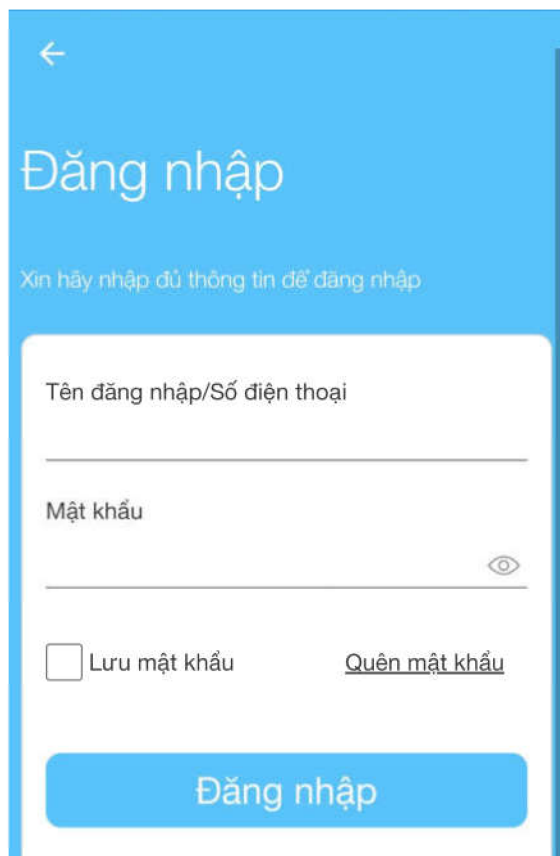 Đăng nhập
Xin hãy nhập đủ thông tin để đăng nhập
Tên đăng nhập/Số điện thoại
Mật khẩu
Lưu mật khẩu Quên mật khẩu
Đăng nhập